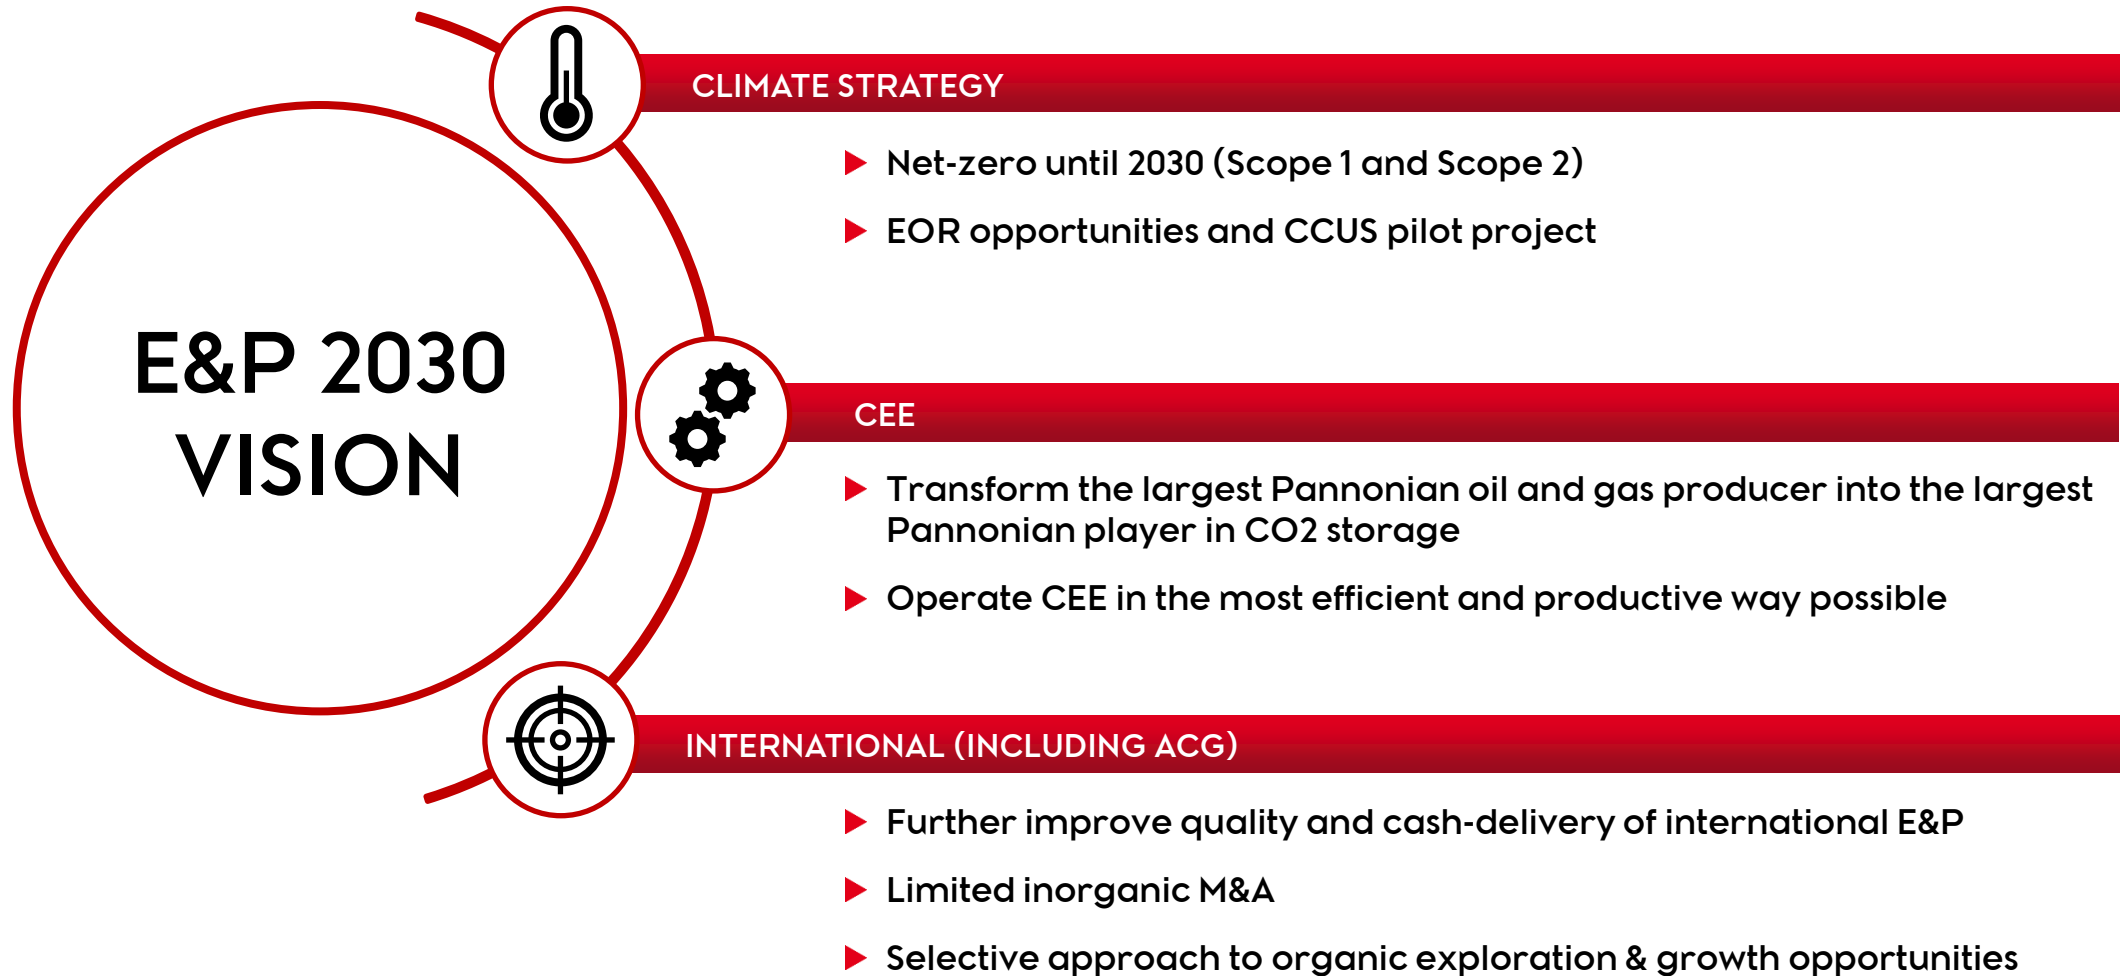 E&P 2030
VISION
CLIMATE STRATEGY
Net-zero until 2030 (Scope 1 and Scope 2)
EOR opportunities and CCUS pilot project
CEE
Transform the largest Pannonian oil and gas producer into the largest
Pannonian player in CO2 storage
Operate CEE in the most efficient and productive way possible
INTERNATIONAL (INCLUDING ACG)
Further improve quality and cash-delivery of international E&P
Limited inorganic M&A
Selective approach to organic exploration & growth opportunities